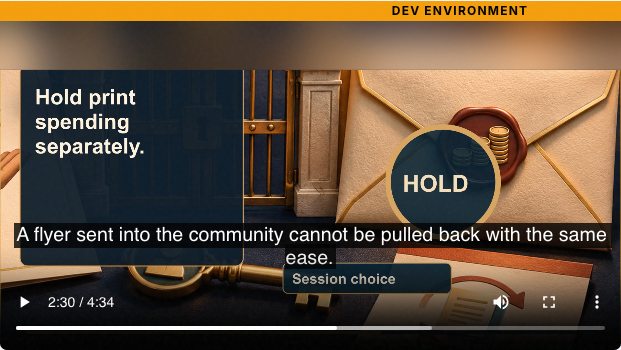 DEV ENVIRONMENT
Hold print
spending
separately.
HOLD
A flyer sent into the community cannot be pulled back with the same
ease.
Session choice
2:30 / 4:34